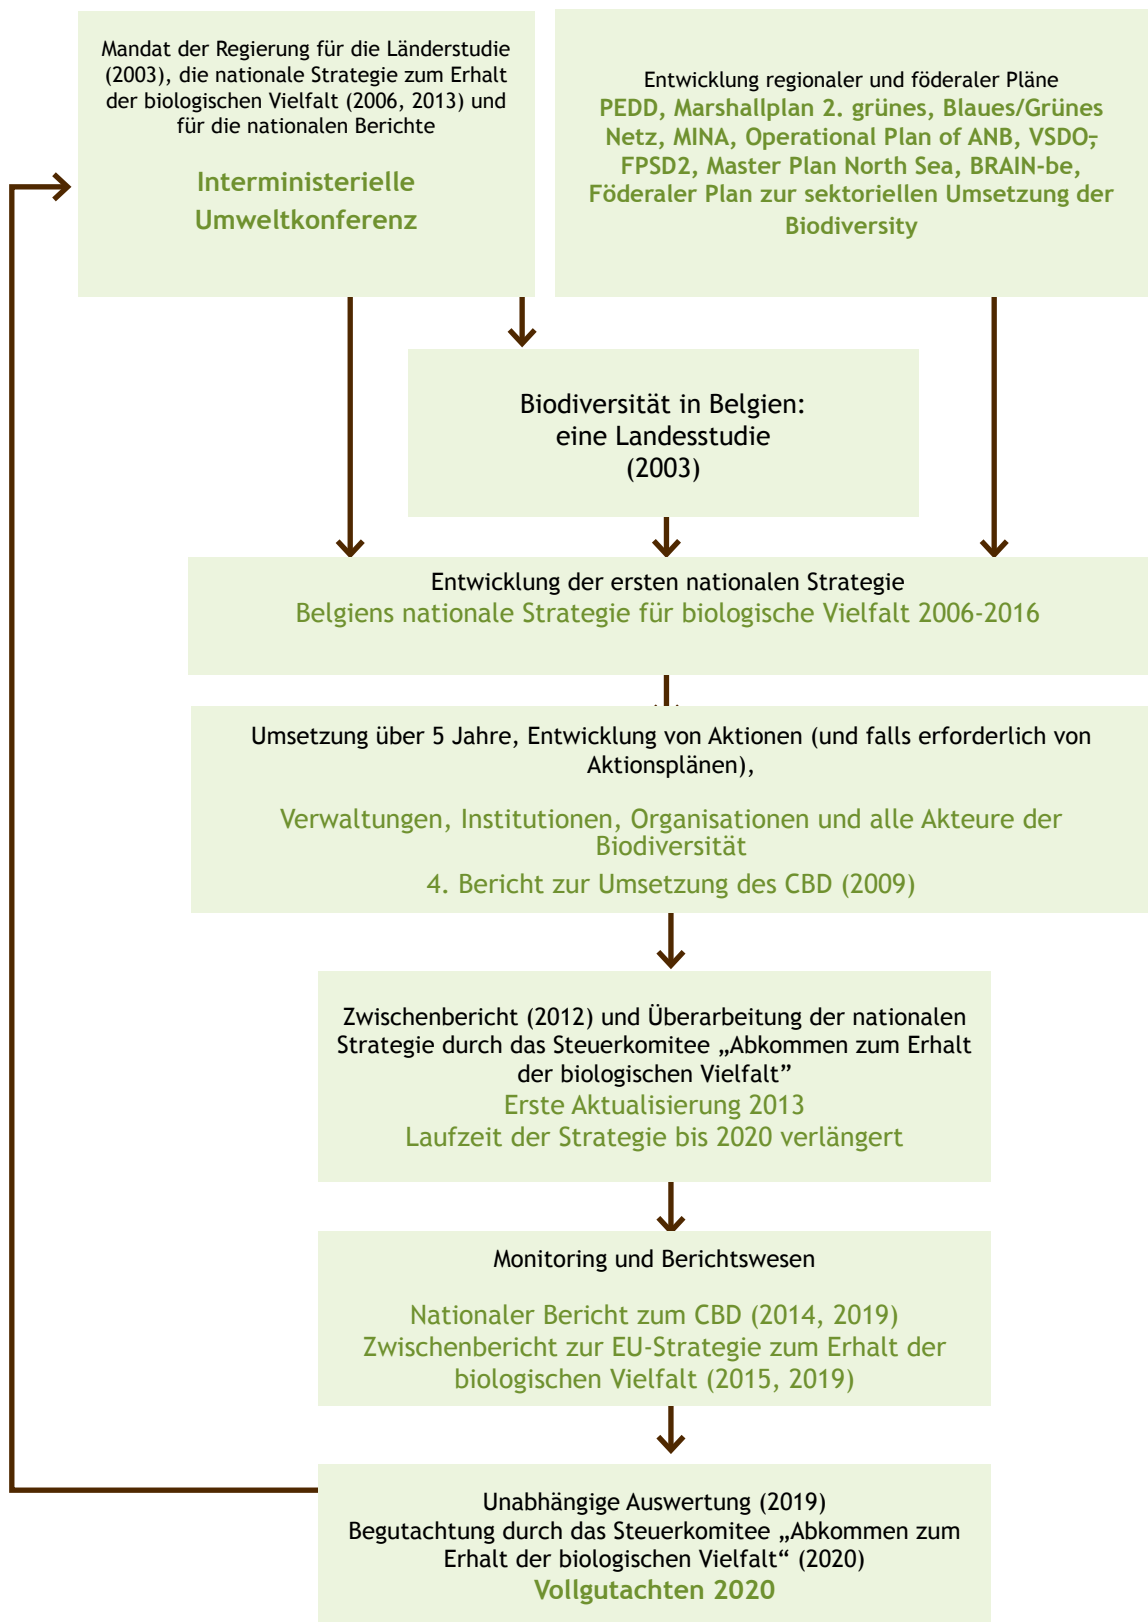 Mandat der Regierung für die Länderstudie
(2003), die nationale Strategie zum Erhalt
der biologischen Vielfalt (2006, 2013) und
für die nationalen Berichte
Interministerielle
Umweltkonferenz
Entwicklung regionaler und föderaler Pläne
PEDD, Marshallplan 2. grünes, Blaues/Grünes
Netz, MINA, Operational Plan of ANB, VSDO,
FPSD2, Master Plan North Sea, BRAIN-be,
Föderaler Plan zur sektoriellen Umsetzung der
Biodiversity
Biodiversität in Belgien:
eine Landesstudie
(2003)
Entwicklung der ersten nationalen Strategie
Belgiens nationale Strategie für biologische Vielfalt 2006-2016
Umsetzung über 5 Jahre, Entwicklung von Aktionen (und falls erforderlich von
Aktionsplänen),
Verwaltungen, Institutionen, Organisationen und alle Akteure der
Biodiversität
4. Bericht zur Umsetzung des CBD (2009)
Zwischenbericht (2012) und Überarbeitung der nationalen
Strategie durch das Steuerkomitee „Abkommen zum Erhalt
der biologischen Vielfalt”
Erste Aktualisierung 2013
Laufzeit der Strategie bis 2020 verlängert
Monitoring und Berichtswesen
Nationaler Bericht zum CBD (2014, 2019)
Zwischenbericht zur EU-Strategie zum Erhalt der
biologischen Vielfalt (2015, 2019)
Unabhängige Auswertung (2019)
Begutachtung durch das Steuerkomitee „Abkommen zum
Erhalt der biologischen Vielfalt“ (2020)
Vollgutachten 2020